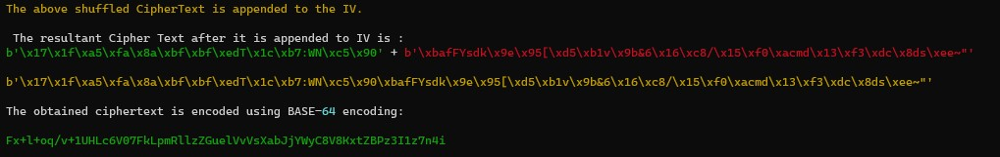 The above shuffled CipherText is appended to the IV.
The resultant Cipher Text after it is appended to IV is :
b'\x17\x1f\xa5\xfa\x8a\xbf\xbf\xedT\x1c\xb7:WN\xc5\x90' + b'\xbafFYsdk\x9e\x95[\xd5\xb1v\x9b&6\x16\xc8/\x15\xf0\xacmd\x13\xf3\xdc\x8ds\xee~"'
b'\x17\x1f\xa5\xfa\x8a\xbf\xbf\xedT\x1c\xb7:WN\xc5\x90\xbafFYsdk\x9e\x95[\xd5\xb1v\x9b&6\x16\xc8/\x15\xf0\xacmd\x13\xf3\xdc\x8ds\xee~"'
The obtained ciphertext is encoded using BASE-64 encoding:
Fx+l+oq/v+1UHLc6V07FkLpmRllzZGuelVvVsXabJjYWyC8V8KxtZBPz3I1z7n4i